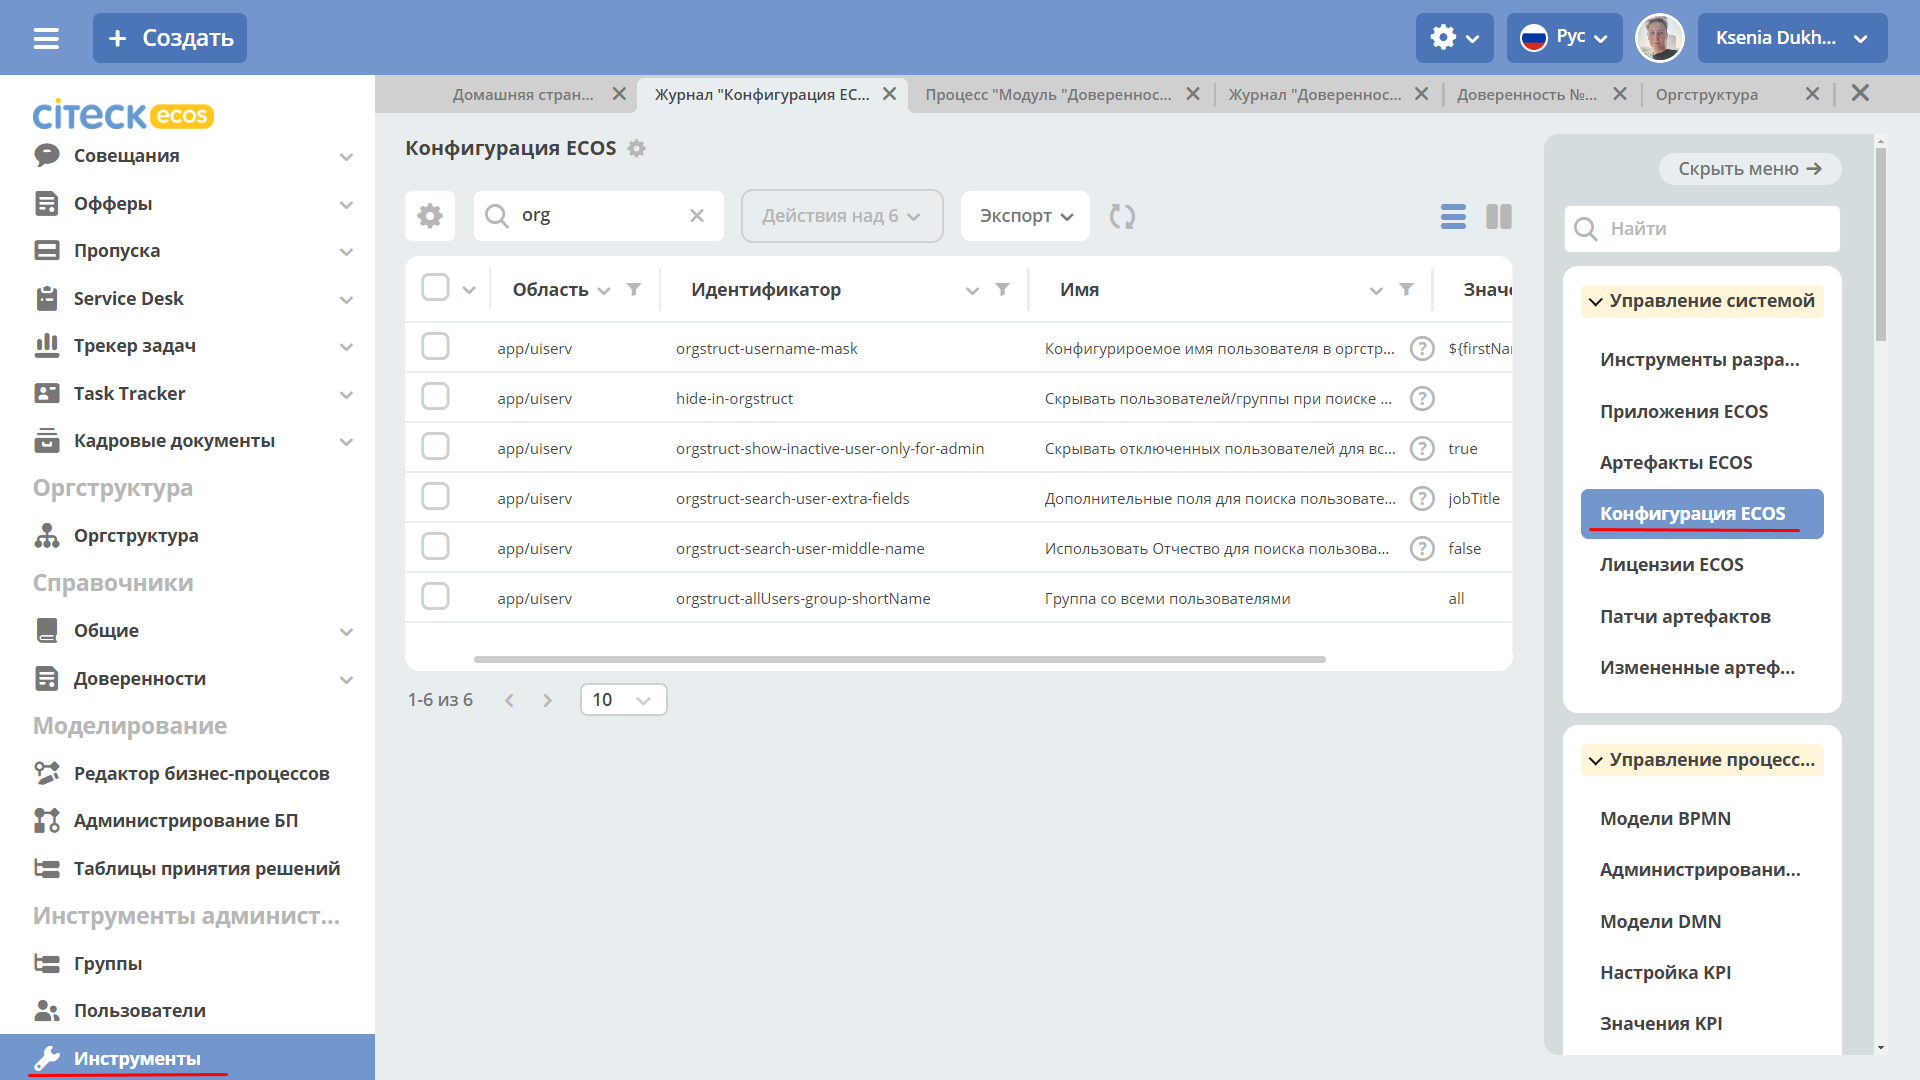 Создать
Рус
Ksenia Dukh...
citeck ecos
Домашняя стран...
Журнал "Конфигурация ЕС...
Процесс "Модуль "Довереннос...
Журнал "Довереннос...
Доверенность №...
Оргструктура
Совещания
Офферы
Пропуска
Service Desk
Трекер задач
Task Tracker
Кадровые документы
Оргструктура
Оргструктура
Справочники
Общие
Доверенности
Моделирование
Редактор бизнес-процессов
Администрирование БП
Таблицы принятия решений
Инструменты админист...
Группы
Пользователи
Инструменты
Конфигурация ECOS
org
Действия над 6
Экспорт
Область Идентификатор Имя Значе
app/uiserv orgstruct-username-mask Конфигурироемое имя пользователя в оргстр... ? ${firstNa
app/uiserv hide-in-orgstruct Скрывать пользователей/группы при поиске ... ?
app/uiserv orgstruct-show-inactive-user-only-for-admin Скрывать отключенных пользователей для вс... ? true
app/uiserv orgstruct-search-user-extra-fields Дополнительные поля для поиска пользовате... ? jobTitle
app/uiserv orgstruct-search-user-middle-name Использовать Отчество для поиска пользова... ? false
app/uiserv orgstruct-allUsers-group-shortName Группа со всеми пользователями all
1-6 из 6
10
Скрыть меню
Найти
Управление системой
Инструменты разра...
Приложения ECOS
Артефакты ECOS
Конфигурация ECOS
Лицензии ECOS
Патчи артефактов
Измененные артеф...
Управление процесс...
Модели BPMN
Администрировани...
Модели DMN
Настройка KPI
Значения KPI